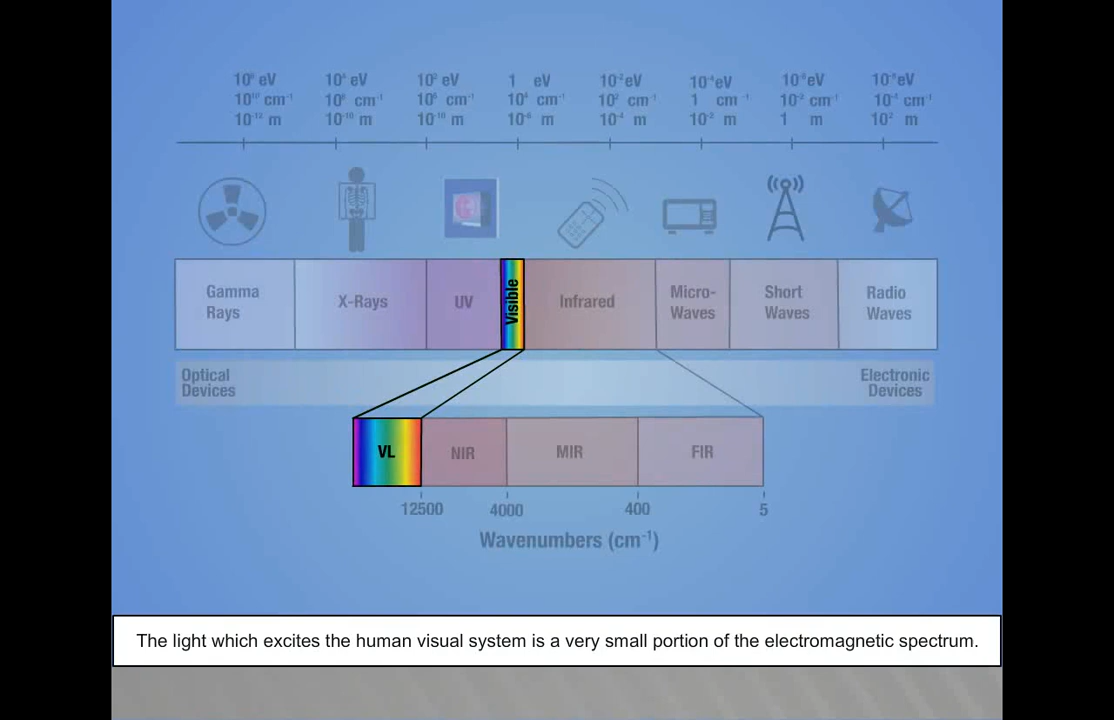 10⁶ eV 10⁴ eV 10² eV 1 eV 10⁻² eV 10⁻⁴ eV 10⁻⁶ eV 10⁻⁸ eV
10¹⁰ cm⁻¹ 10⁸ cm⁻¹ 10⁶ cm⁻¹ 10⁴ cm⁻¹ 10² cm⁻¹ 1 cm⁻¹ 10⁻² cm⁻¹ 10⁻⁴ cm⁻¹
10⁻¹² m 10⁻¹⁰ m 10⁻¹⁰ m 10⁻⁶ m 10⁻⁴ m 10⁻² m 1 m 10² m
Gamma
Rays
X-Rays
UV
Visible
Infrared
Micro-
Waves
Short
Waves
Radio
Waves
Optical
Devices
Electronic
Devices
VL NIR MIR FIR
12500 4000 400 5
Wavenumbers (cm⁻¹)
The light which excites the human visual system is a very small portion of the electromagnetic spectrum.